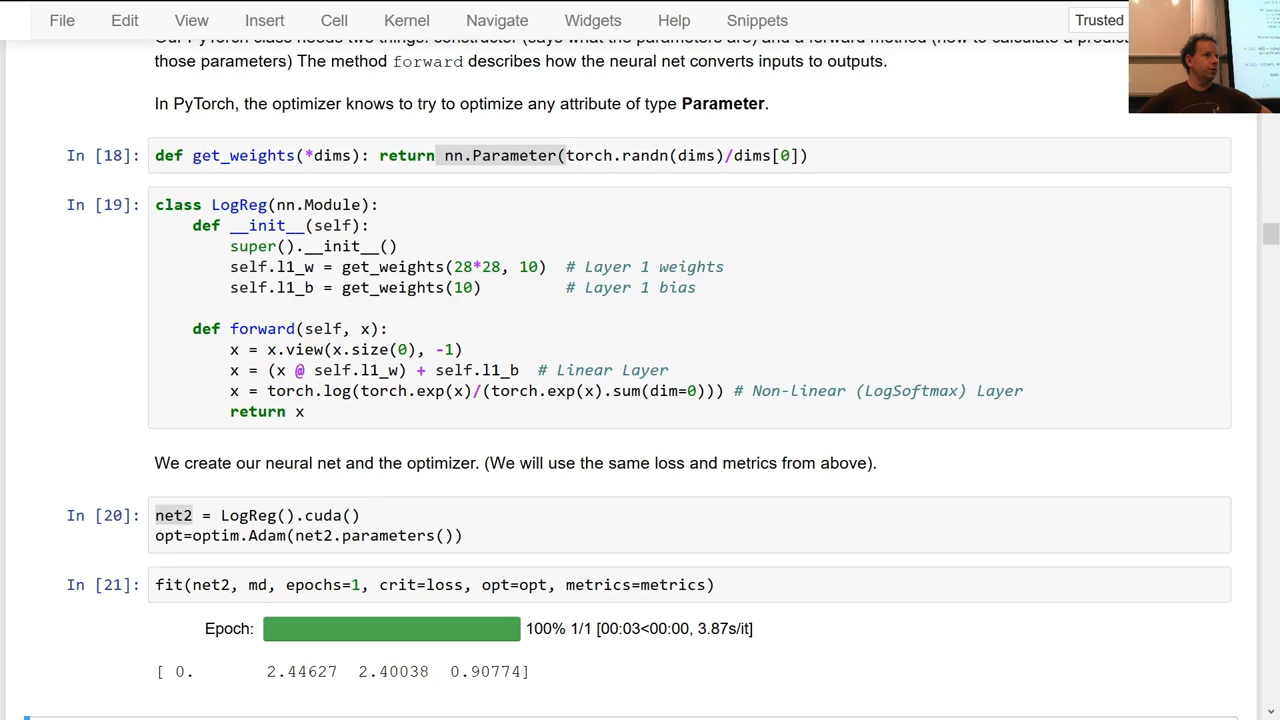 File Edit View Insert Cell Kernel Navigate Widgets Help Snippets Trusted
those parameters) The method forward describes how the neural net converts inputs to outputs.
In PyTorch, the optimizer knows to try to optimize any attribute of type Parameter.
In [18]: def get_weights(*dims): return nn.Parameter(torch.randn(dims)/dims[0])
In [19]: class LogReg(nn.Module):
def __init__(self):
super().__init__()
self.l1_w = get_weights(28*28, 10) # Layer 1 weights
self.l1_b = get_weights(10) # Layer 1 bias
def forward(self, x):
x = x.view(x.size(0), -1)
x = (x @ self.l1_w) + self.l1_b # Linear Layer
x = torch.log(torch.exp(x)/(torch.exp(x).sum(dim=0))) # Non-linear (LogSoftmax) Layer
return x
We create our neural net and the optimizer. (We will use the same loss and metrics from above).
In [20]: net2 = LogReg().cuda()
opt=optim.Adam(net2.parameters())
In [21]: fit(net2, md, epochs=1, crit=loss, opt=opt, metrics=metrics)
Epoch: 100% 1/1 [00:03<00:00, 3.87s/it]
[ 0. 2.44627 2.40038 0.90774]